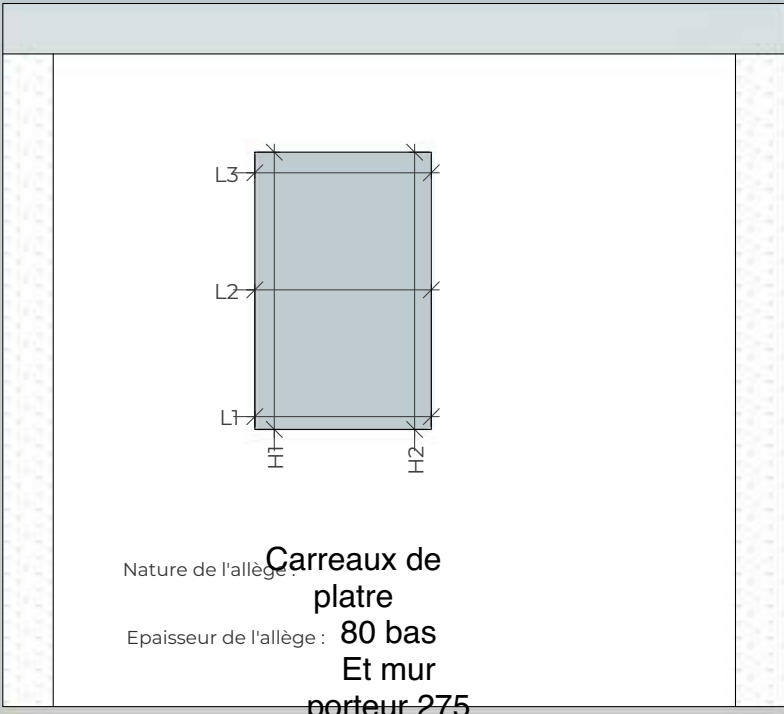 L3
L2
L1
H1
H2
Nature de l'allège :
Carreaux de
platre
Epaisseur de l'allège :
80 bas
Et mur
porteur 275